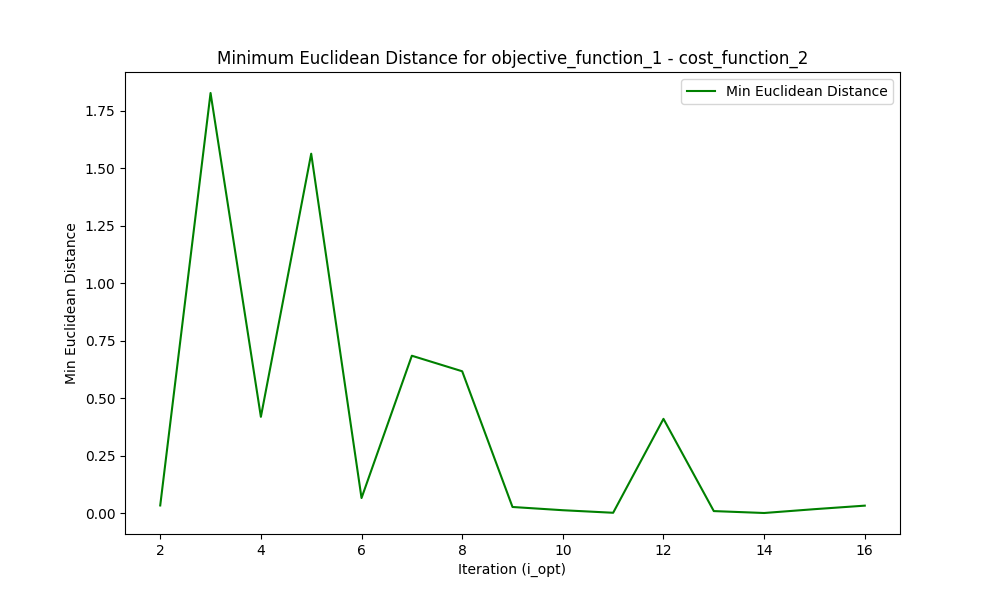 Minimum Euclidean Distance for objective_function_1 - cost_function_2
Min Euclidean Distance
1.75
1.50
1.25
1.00
0.75
0.50
0.25
0.00
Min Euclidean Distance
2 4 6 8 10 12 14 16
Iteration (i_opt)